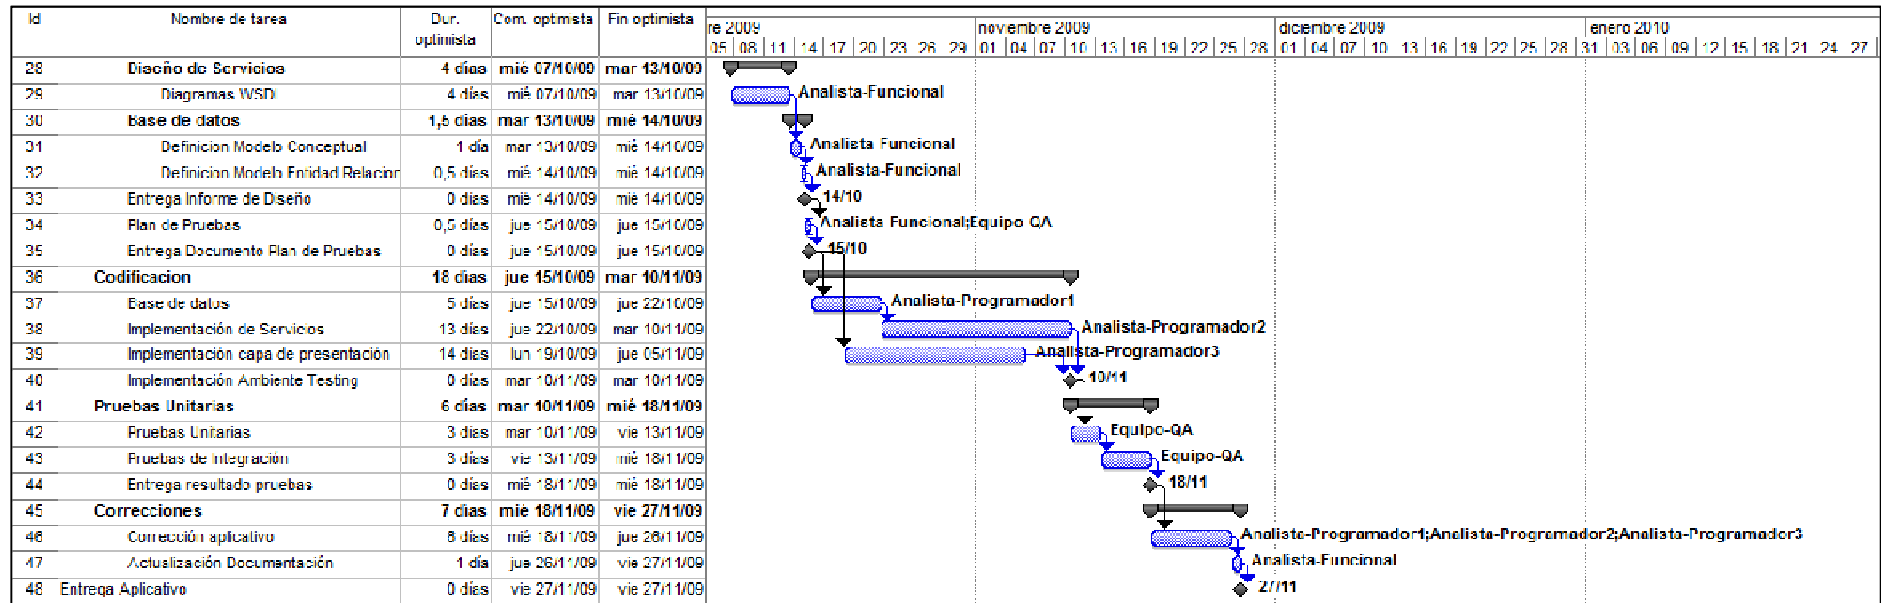 Id Nombre de tarea Dur. optimista Com. optmista Fin optimista
re 2009 noviembre 2009 diciembre 2009 enero 2010
05 08 11 14 17 20 23 26 29 01 04 07 10 13 16 19 22 25 28 01 04 07 10 13 16 19 22 25 28 31 03 06 09 12 15 18 21 24 27
28 Diseño de Servicios 4 días mié 07/10/09 mar 13/10/09
29 Diagramas WSDL 4 días mié 07/10/09 mar 13/10/09 Analista-Funcional
30 Base de datos 1,5 días mar 13/10/09 mié 14/10/09
31 Definicion Modelo Conceptual 1 día mar 13/10/09 mié 14/10/09 Analista Funcional
32 Definicion Modelo Entidad Relacion 0,5 días mié 14/10/09 mié 14/10/09 Analista-Funcional
33 Entrega Informe de Diseño 0 días mié 14/10/09 mié 14/10/09 14/10
34 Plan de Pruebas 0,5 días jue 15/10/09 jue 15/10/09 Analista Funcional;Equipo QA
35 Entrega Documento Plan de Pruebas 0 días jue 15/10/09 jue 15/10/09 15/10
36 Codificacion 18 días jue 15/10/09 mar 10/11/09
37 Base de datos 5 días jue 15/10/09 jue 22/10/09 Analista-Programador1
38 Implementación de Servicios 13 días jue 22/10/09 mar 10/11/09 Analista-Programador2
39 Implementación capa de presentación 14 días lun 19/10/09 jue 05/11/09 Analista-Programador3
40 Implementación Ambiente Testing 0 días mar 10/11/09 mar 10/11/09 10/11
41 Pruebas Unitarias 6 días mar 10/11/09 mié 18/11/09
42 Pruebas Unitarias 3 días mar 10/11/09 vie 13/11/09 Equipo-QA
43 Pruebas de Integración 3 días vie 13/11/09 mié 18/11/09 Equipo-QA
44 Entrega resultado pruebas 0 días mié 18/11/09 mié 18/11/09 18/11
45 Correcciones 7 días mié 18/11/09 vie 27/11/09
46 Corrección aplicativo 6 días mié 18/11/09 jue 26/11/09 Analista-Programador1;Analista-Programador2;Analista-Programador3
47 Actualización Documentación 1 día jue 26/11/09 vie 27/11/09 Analista-Funcional
48 Entrega Aplicativo 0 días vie 27/11/09 vie 27/11/09 27/11